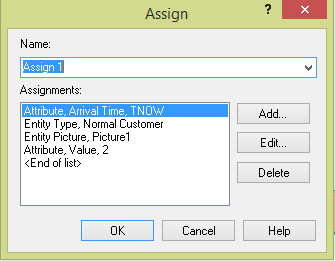 Assign
?
Name:
Assign 1
Assignments:
Attribute, Arrival Time, TNOW
Entity Type, Normal Customer
Entity Picture, Picture1
Attribute, Value, 2
<End of list>
Add...
Edit...
Delete
OK
Cancel
Help